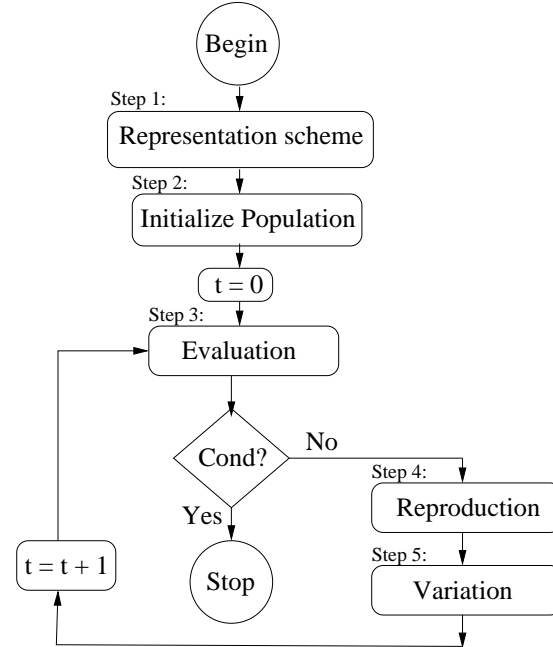 Begin
Step 1:
Representation scheme
Step 2:
Initialize Population
t = 0
Step 3:
Evaluation
Cond?
No
Yes
Stop
Step 4:
Reproduction
Step 5:
Variation
t = t + 1